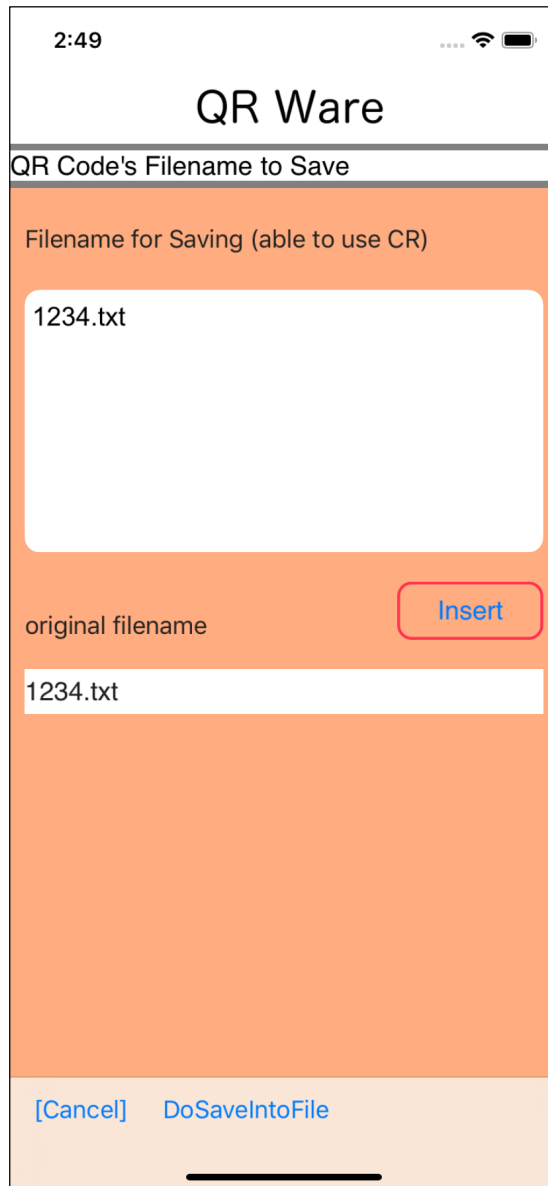 2:49
QR Ware
QR Code's Filename to Save
Filename for Saving (able to use CR)
1234.txt
Insert
original filename
1234.txt
[Cancel] DoSaveIntoFile